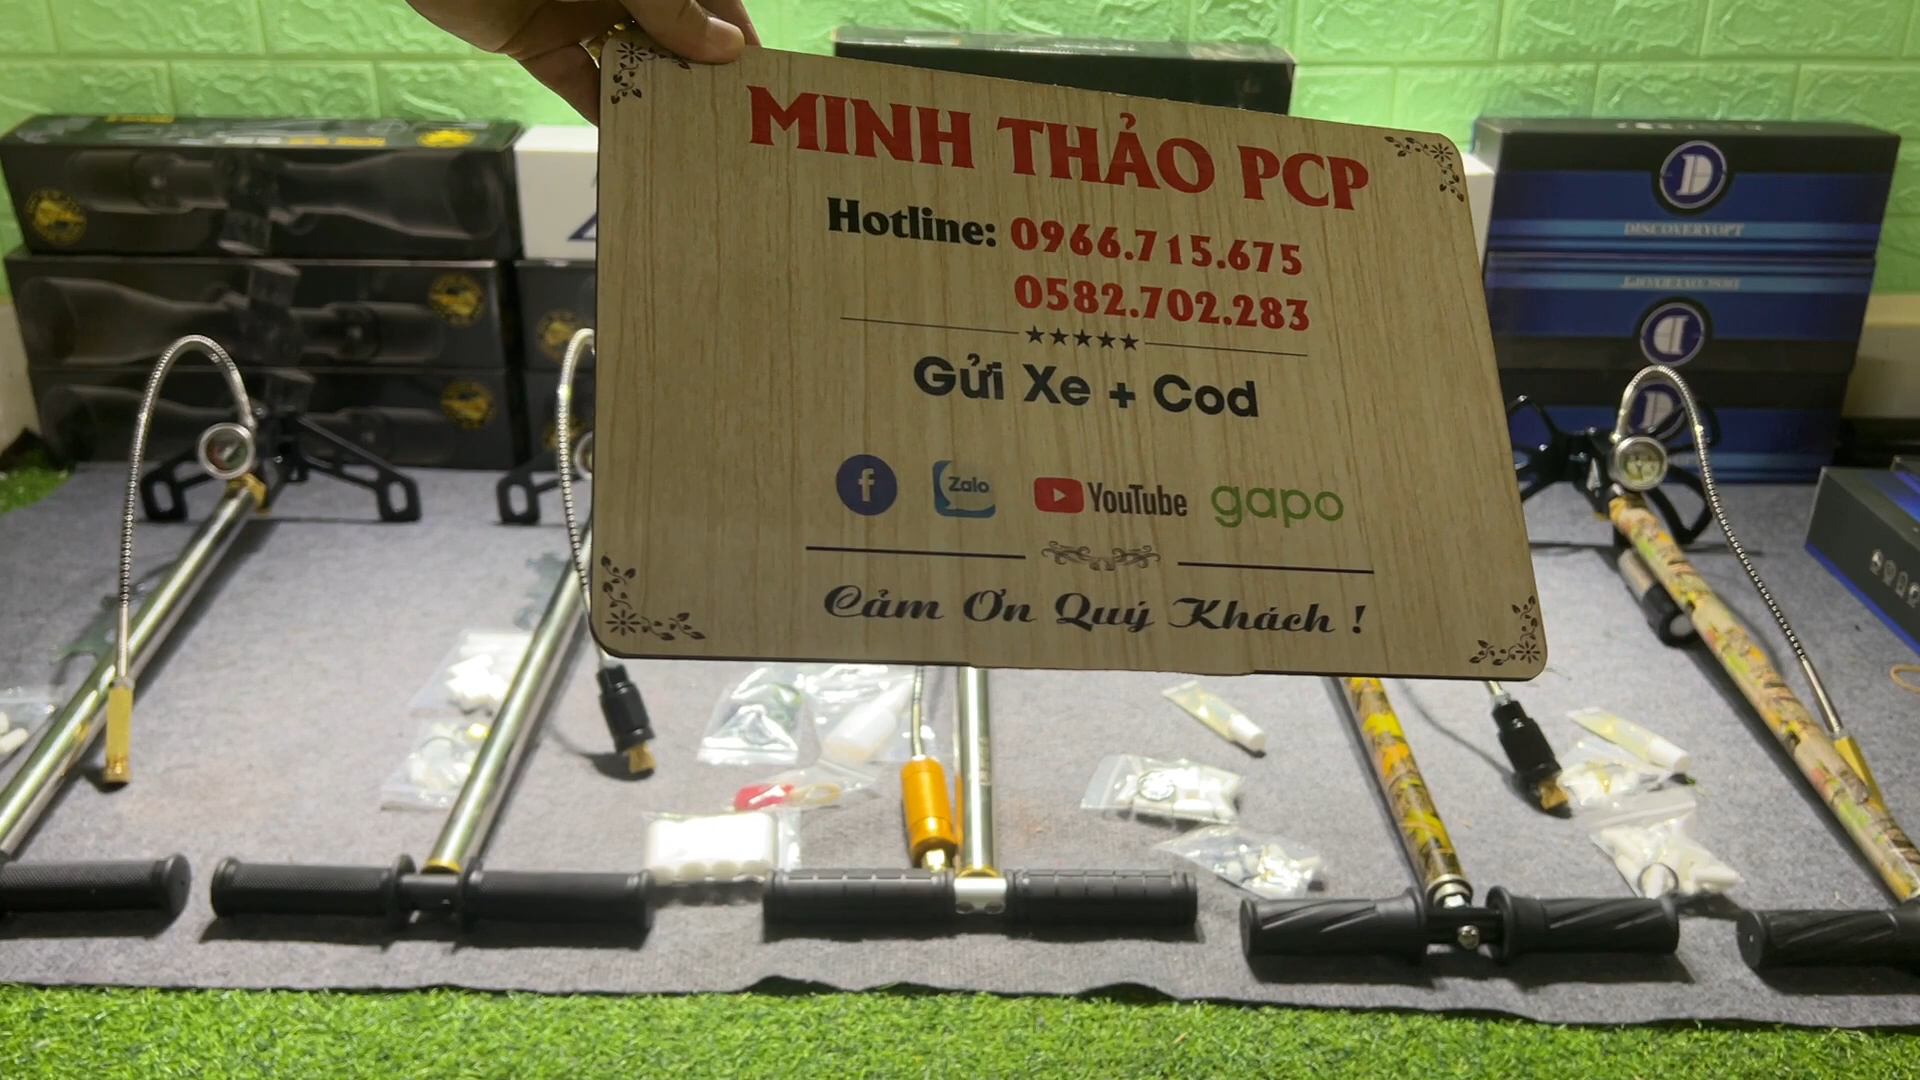 MINH THẢO PCP
Hotline: 0966.715.675
0582.702.283
Gửi Xe + Cod
f Zalo YouTube gapo
Cảm Ơn Quý Khách !
DISCOVERYOPT